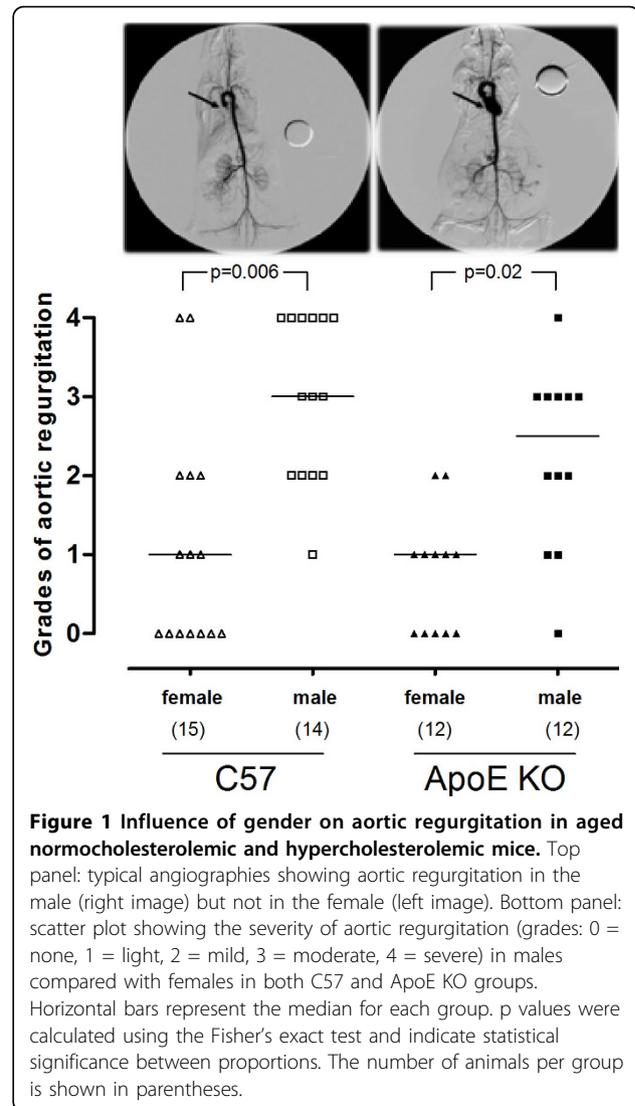 p=0.006 p=0.02
Grades of aortic regurgitation
4
3
2
1
0
female male female male
(15) (14) (12) (12)
C57 ApoE KO
Figure 1 Influence of gender on aortic regurgitation in aged
normocholesterolemic and hypercholesterolemic mice. Top
panel: typical angiographies showing aortic regurgitation in the
male (right image) but not in the female (left image). Bottom panel:
scatter plot showing the severity of aortic regurgitation (grades: 0 =
none, 1 = light, 2 = mild, 3 = moderate, 4 = severe) in males
compared with females in both C57 and ApoE KO groups.
Horizontal bars represent the median for each group. p values were
calculated using the Fisher's exact test and indicate statistical
significance between proportions. The number of animals per group
is shown in parentheses.